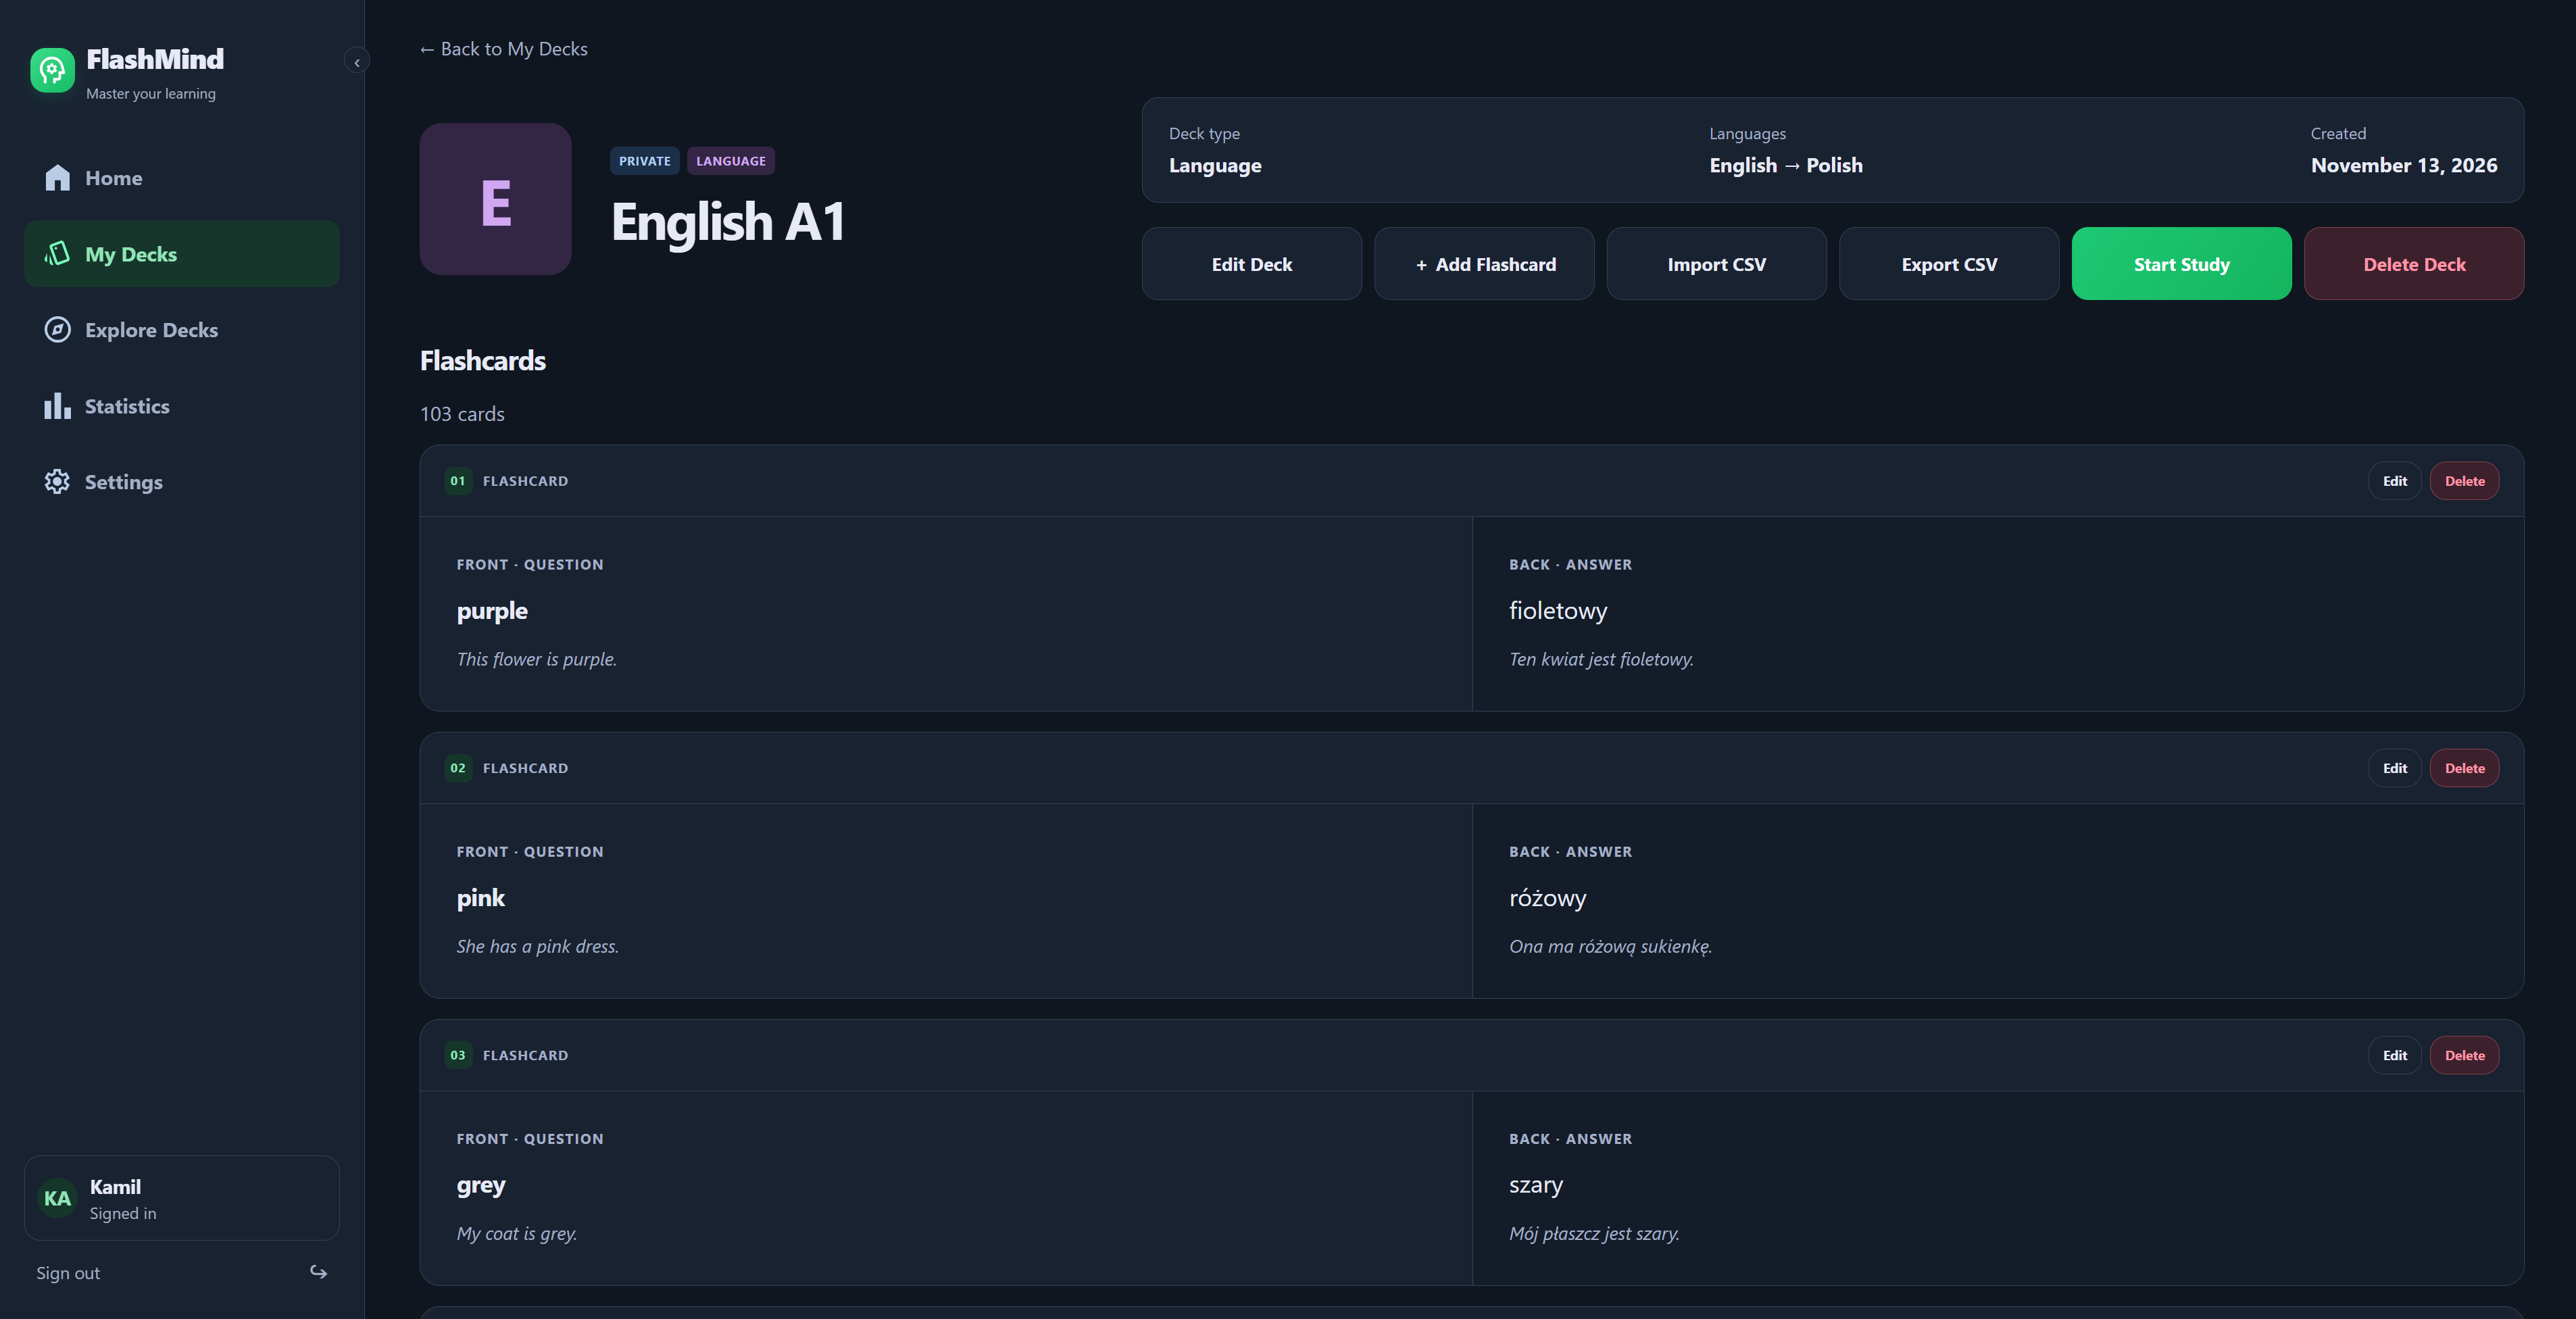 FlashMind
Master your learning
‹
Home
My Decks
Explore Decks
Statistics
Settings
KA
Kamil
Signed in
Sign out
← Back to My Decks
E
PRIVATE LANGUAGE
English A1
Deck type
Language
Languages
English → Polish
Created
November 13, 2026
Edit Deck
+ Add Flashcard
Import CSV
Export CSV
Start Study
Delete Deck
Flashcards
103 cards
01 FLASHCARD
Edit
Delete
FRONT · QUESTION
purple
This flower is purple.
BACK · ANSWER
fioletowy
Ten kwiat jest fioletowy.
02 FLASHCARD
Edit
Delete
FRONT · QUESTION
pink
She has a pink dress.
BACK · ANSWER
różowy
Ona ma różową sukienkę.
03 FLASHCARD
Edit
Delete
FRONT · QUESTION
grey
My coat is grey.
BACK · ANSWER
szary
Mój płaszcz jest szary.